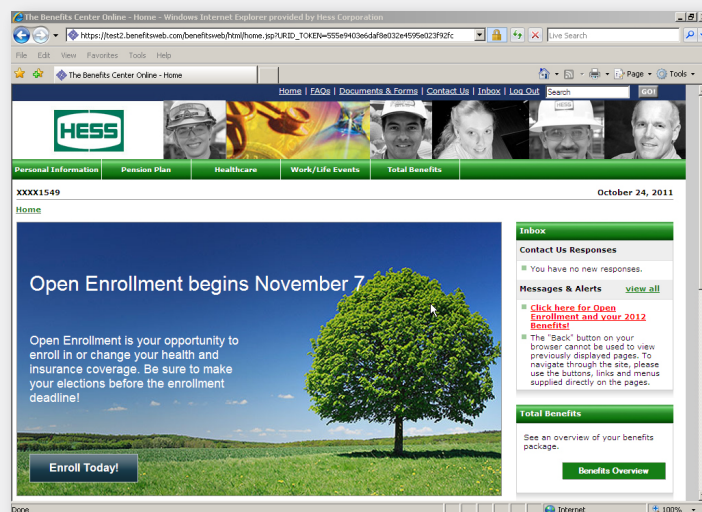 The Benefits Center Online - Home - Windows Internet Explorer provided by Hess Corporation
https://test2.benefitsweb.com/benefitsweb/html/home.jsp?URID_TOKEN=555e9403e6daf8e032e4595e023f92fc
Live Search
File Edit View Favorites Tools Help
The Benefits Center Online - Home
Page Tools
Home | FAQs | Documents & Forms | Contact Us | Inbox | Log Out Search GO!
HESS
Personal Information Pension Plan Healthcare Work/Life Events Total Benefits
XXXX1549 October 24, 2011
Home
Open Enrollment begins November 7
Open Enrollment is your opportunity to
enroll in or change your health and
insurance coverage. Be sure to make
your elections before the enrollment
deadline!
Enroll Today!
Inbox
Contact Us Responses
You have no new responses.
Messages & Alerts view all
Click here for Open
Enrollment and your 2012
Benefits!
The "Back" button on your
browser cannot be used to view
previously displayed pages. To
navigate through the site, please
use the buttons, links and menus
supplied directly on the pages.
Total Benefits
See an overview of your benefits
package.
Benefits Overview
Done Internet 100%